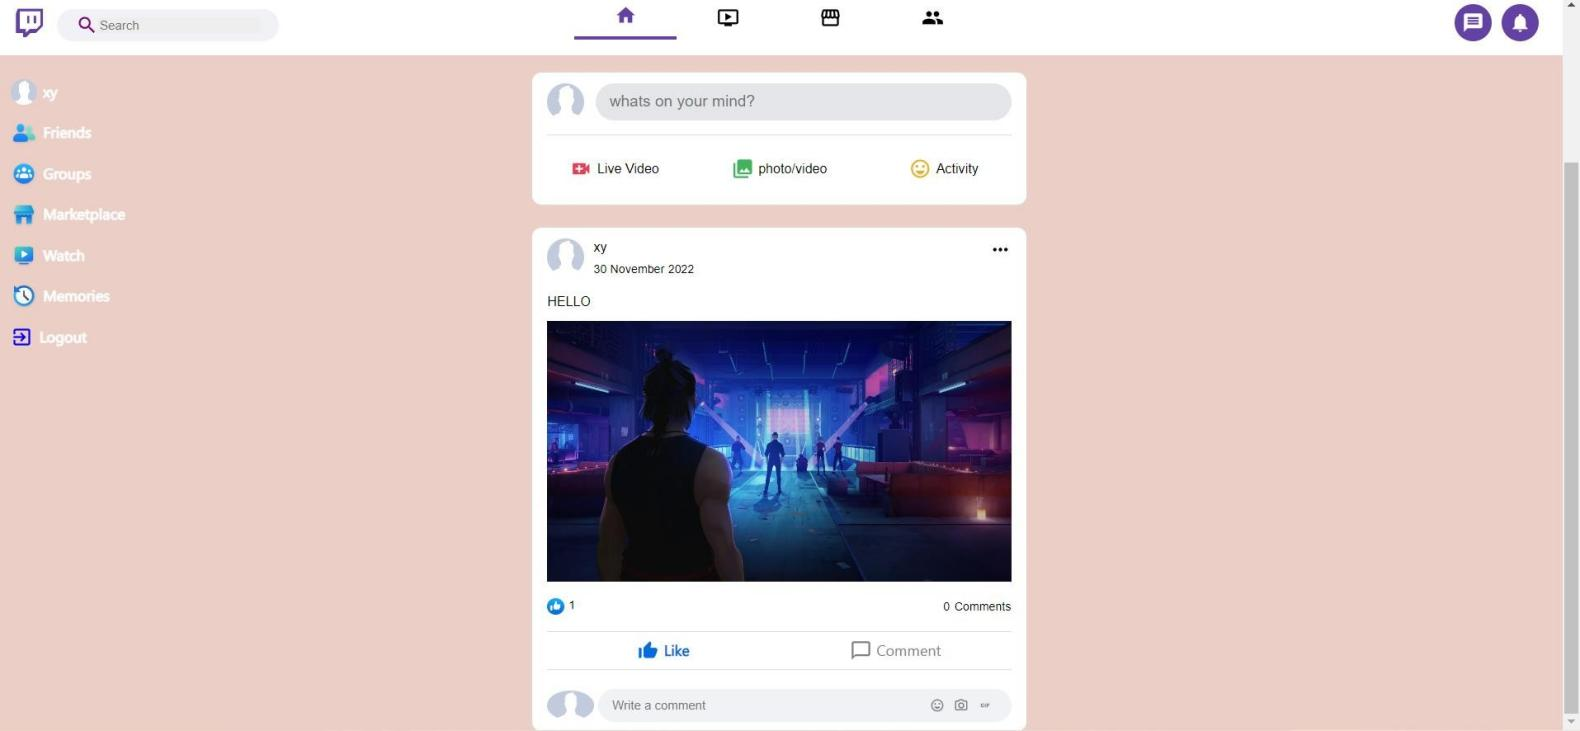 Search
xy
Friends
Groups
Marketplace
Watch
Memories
Logout
whats on your mind?
Live Video
photo/video
Activity
xy
30 November 2022
HELLO
1
0 Comments
Like
Comment
Write a comment
GIF